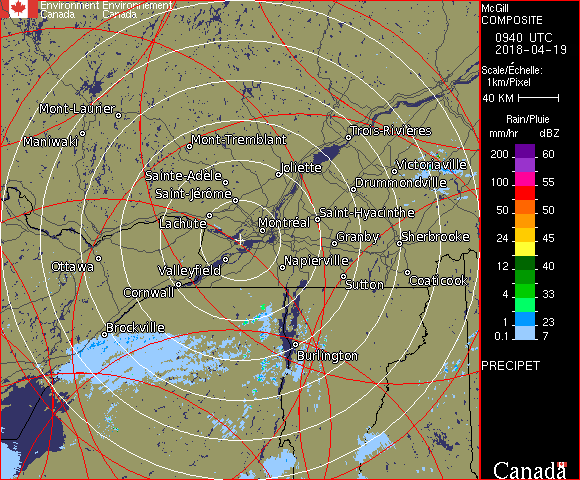 Environment Environnement
Canada Canada
McGill
COMPOSITE
0940 UTC
2018-04-19
Scale/Échelle:
1km/Pixel
40 KM
Rain/Pluie
mm/hr dBZ
200 60
100 55
50 50
24 45
12 40
4 33
1 23
0.1 7
PRECIPET
Canada
Mont-Laurier
Maniwaki
Mont-Tremblant
Trois-Rivières
Joliette
Victoriaville
Sainte-Adèle
Drummondville
Saint-Jérôme
Saint-Hyacinthe
Lachute
Montréal
Granby
Sherbrooke
Ottawa
Valleyfield
Napierville
Cornwall
Sutton
Coaticook
Brockville
Burlington